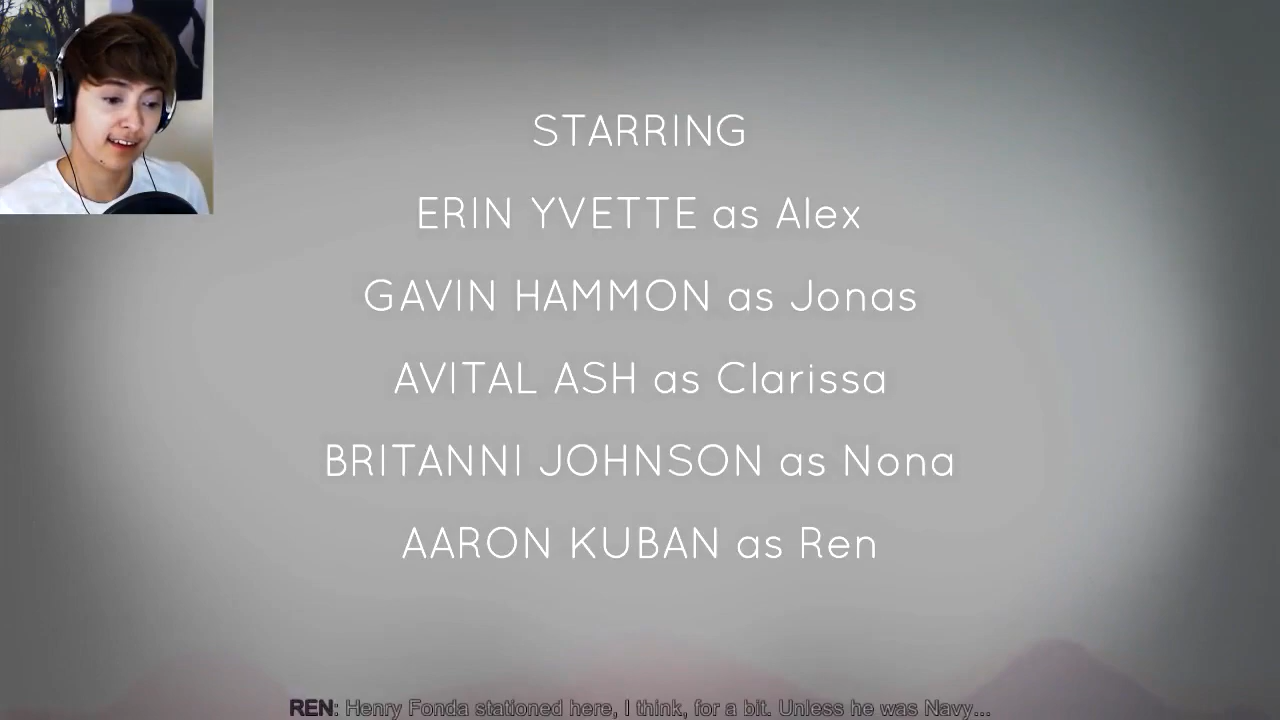 STARRING
ERIN YVETTE as Alex
GAVIN HAMMON as Jonas
AVITAL ASH as Clarissa
BRITANNI JOHNSON as Nona
AARON KUBAN as Ren
REN: Henry Fonda stationed here, I think, for a bit. Unless he was Navy...